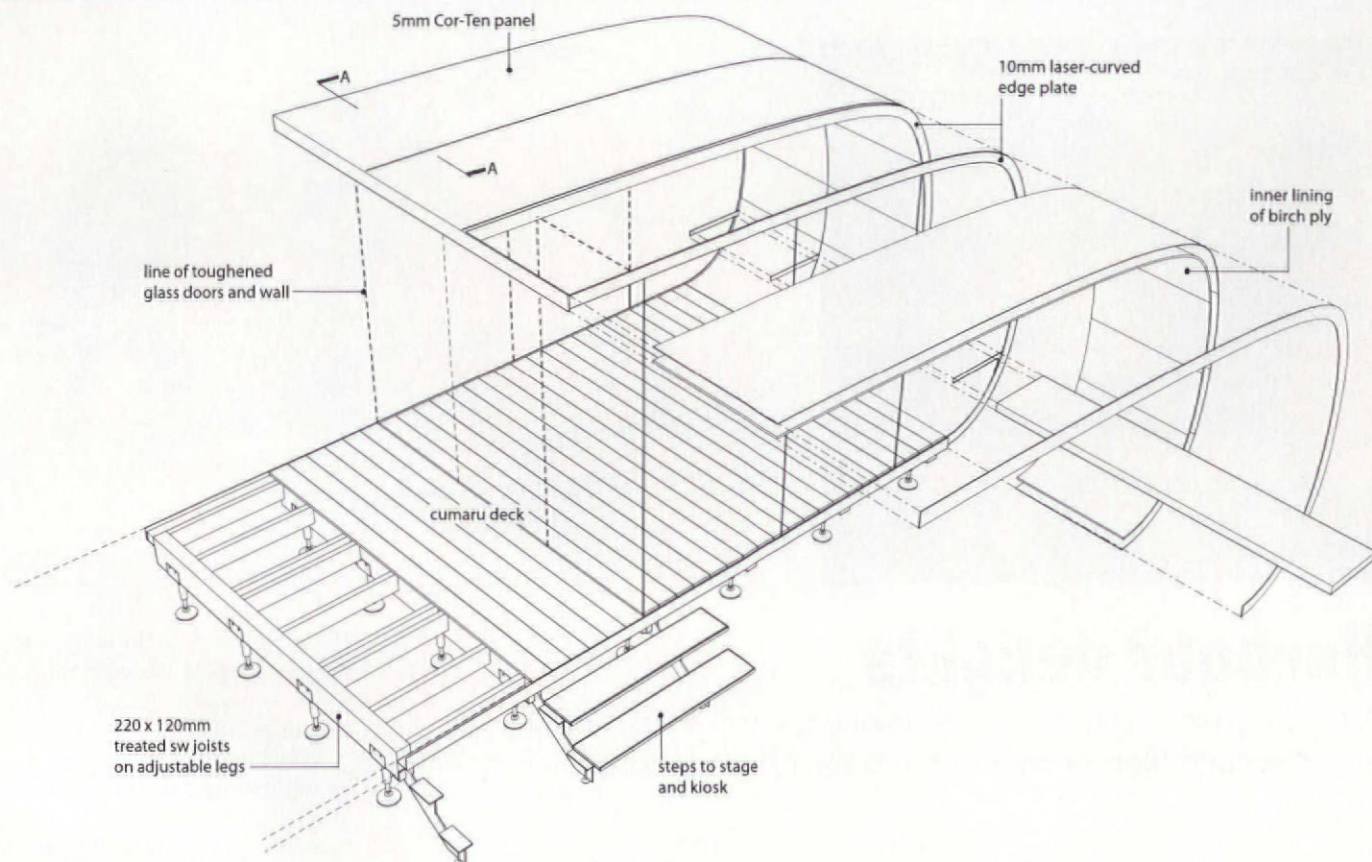 5mm Cor-Ten panel
A
10mm laser-curved
edge plate
A
inner lining
of birch ply
line of toughened
glass doors and wall
cumaru deck
220 x 120mm
treated sw joists
on adjustable legs
steps to stage
and kiosk